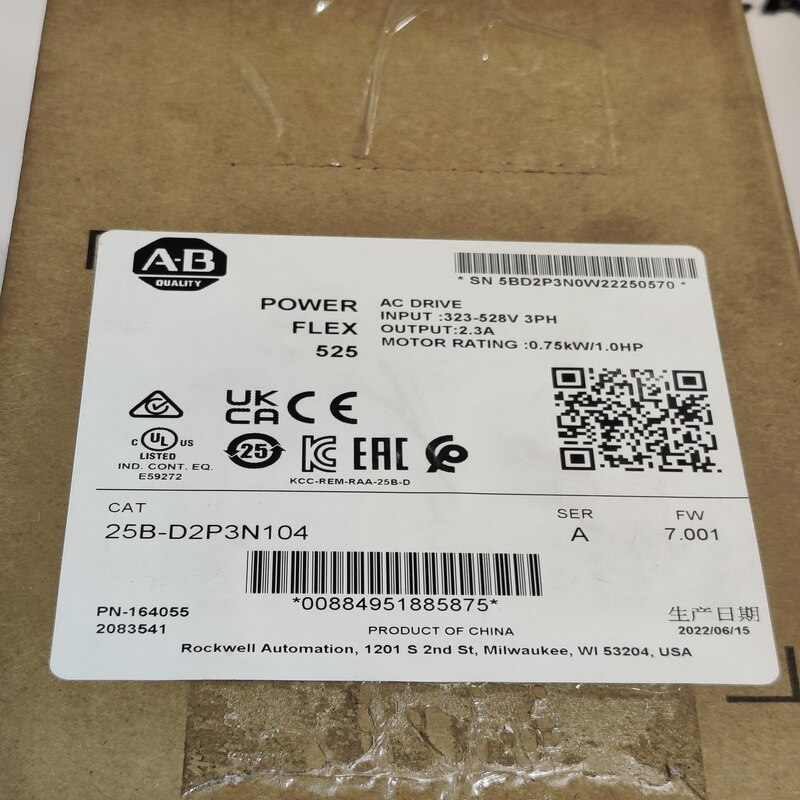 A-B
QUALITY
* SN 5BD2P3N0W22250570 *
POWER
FLEX
525
AC DRIVE
INPUT :323-528V 3PH
OUTPUT:2.3A
MOTOR RATING :0.75kW/1.0HP
UK
CA CE
C UL US
LISTED
IND. CONT. EQ.
E59272
25
KC EAC
KCC-REM-RAA-25B-D
CAT
25B-D2P3N104
SER
A
FW
7.001
*00884951885875*
PN-164055
2083541
PRODUCT OF CHINA
生产日期
2022/06/15
Rockwell Automation, 1201 S 2nd St, Milwaukee, WI 53204, USA